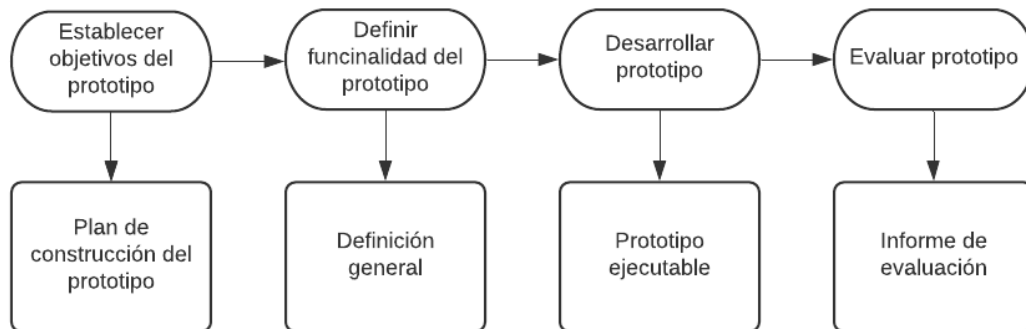 Establecer
objetivos del
prototipo
Definir
funcinalidad del
prototipo
Desarrollar
prototipo
Evaluar prototipo
Plan de
construcción del
prototipo
Definición
general
Prototipo
ejecutable
Informe de
evaluación